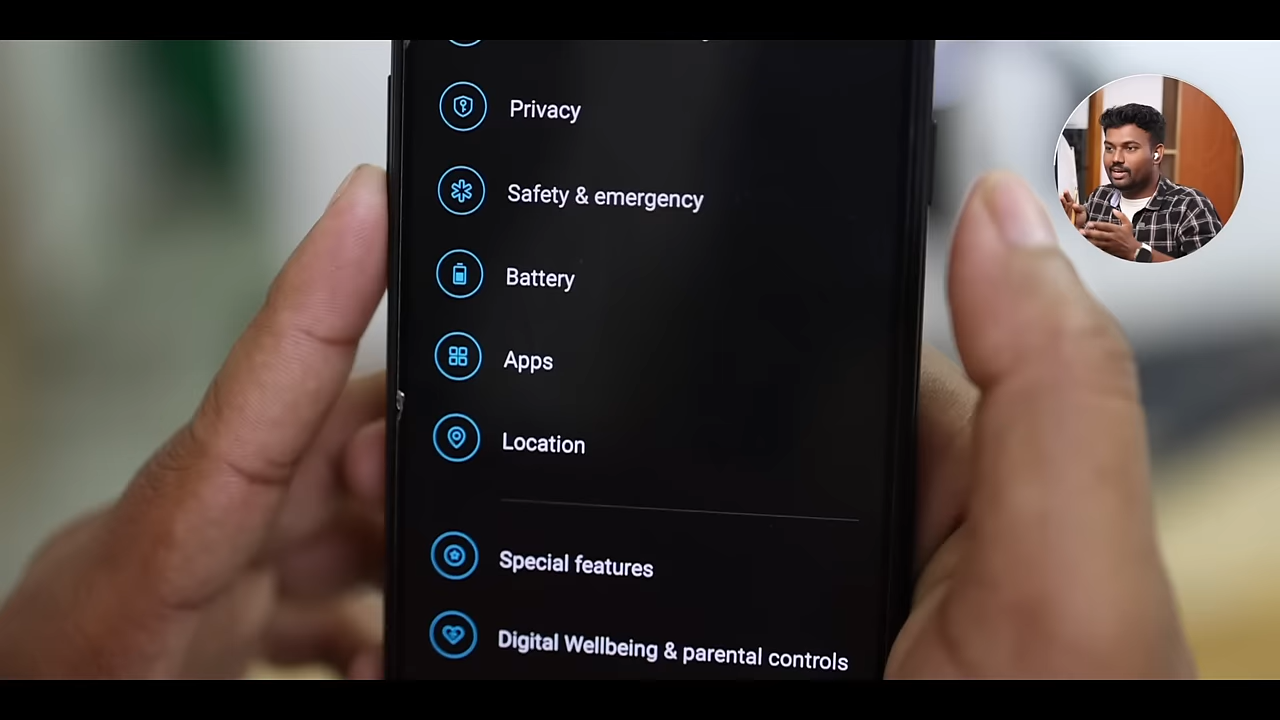 Privacy
Safety & emergency
Battery
Apps
Location
Special features
Digital Wellbeing & parental controls